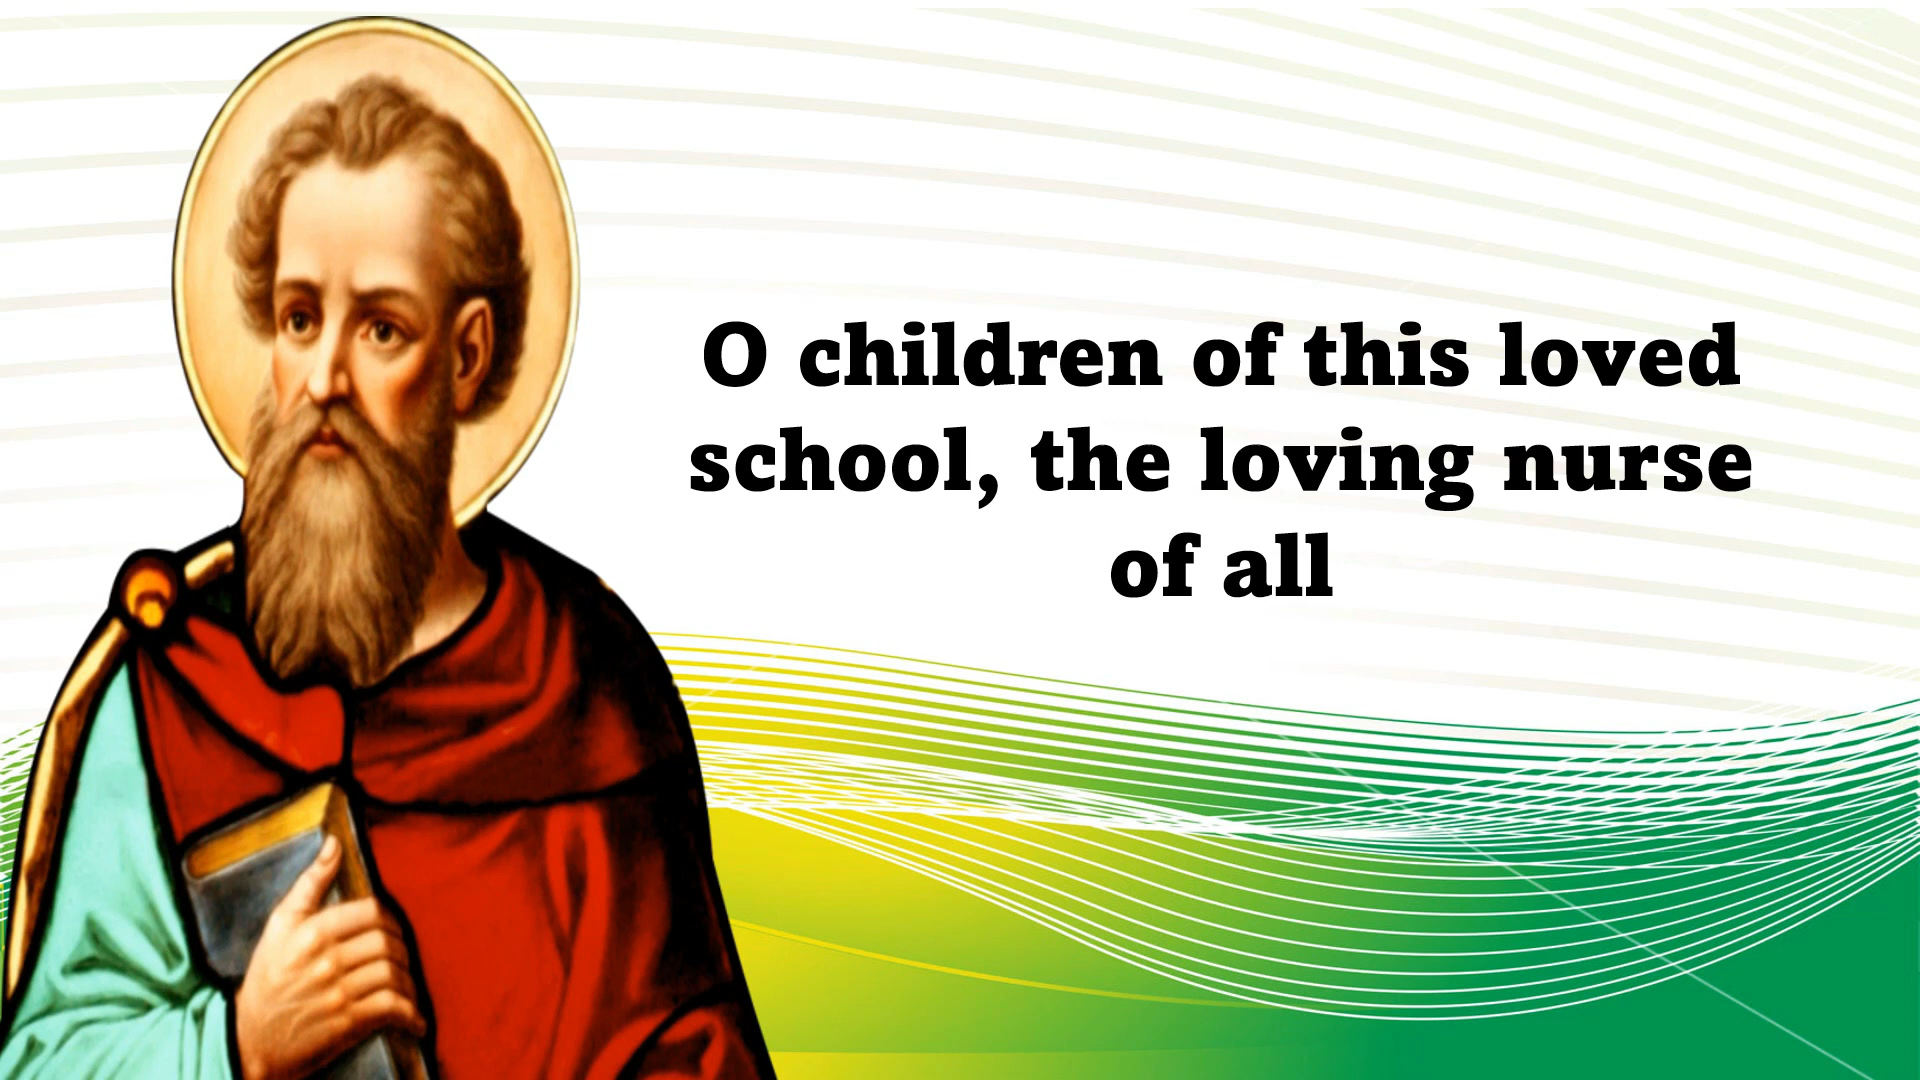 O children of this loved
school, the loving nurse
of all